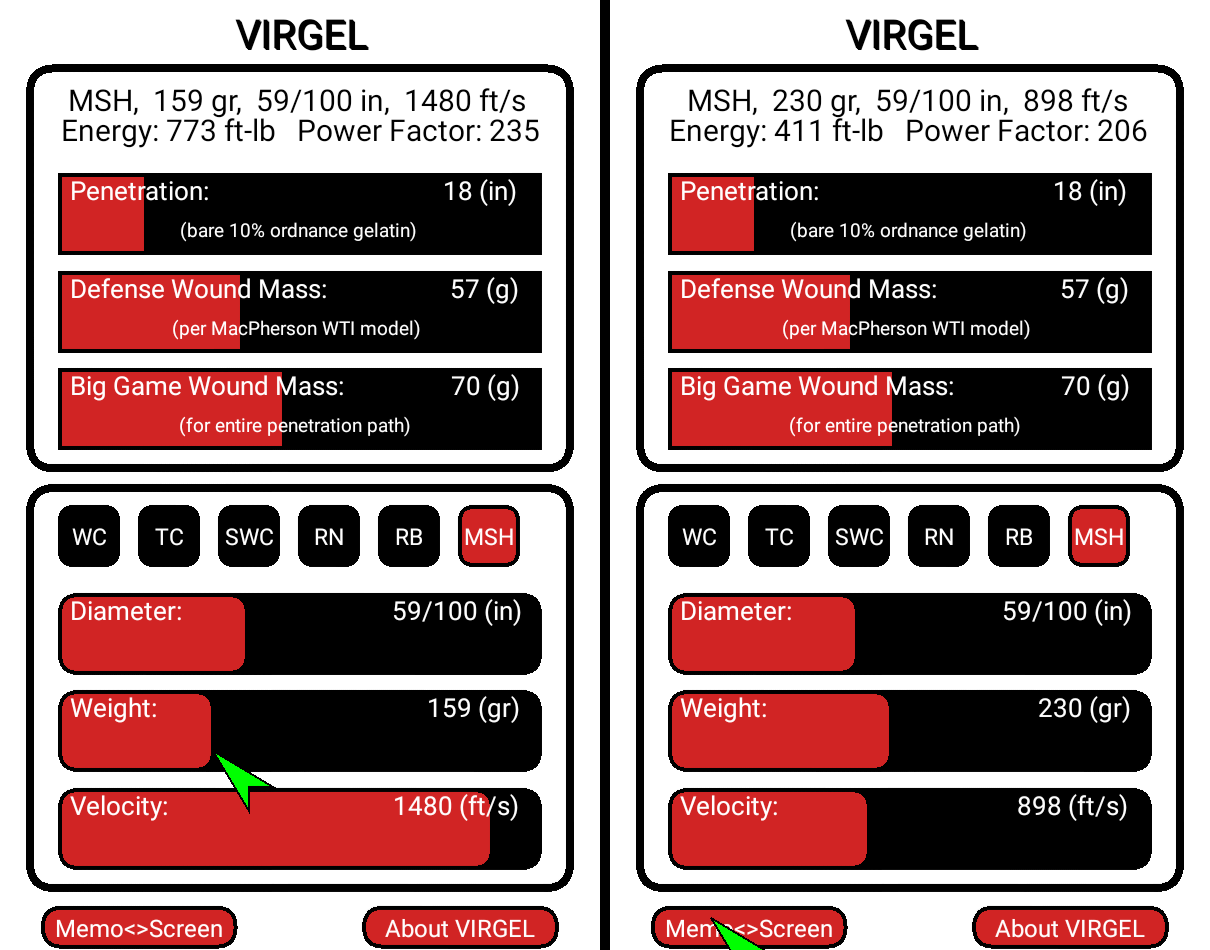 VIRGEL
MSH, 159 gr, 59/100 in, 1480 ft/s
Energy: 773 ft-lb Power Factor: 235
Penetration: 18 (in)
(bare 10% ordnance gelatin)
Defense Wound Mass: 57 (g)
(per MacPherson WTI model)
Big Game Wound Mass: 70 (g)
(for entire penetration path)
WC TC SWC RN RB MSH
Diameter: 59/100 (in)
Weight: 159 (gr)
Velocity: 1480 (ft/s)
Memo<>Screen About VIRGEL
VIRGEL
MSH, 230 gr, 59/100 in, 898 ft/s
Energy: 411 ft-lb Power Factor: 206
Penetration: 18 (in)
(bare 10% ordnance gelatin)
Defense Wound Mass: 57 (g)
(per MacPherson WTI model)
Big Game Wound Mass: 70 (g)
(for entire penetration path)
WC TC SWC RN RB MSH
Diameter: 59/100 (in)
Weight: 230 (gr)
Velocity: 898 (ft/s)
Memo<>Screen About VIRGEL